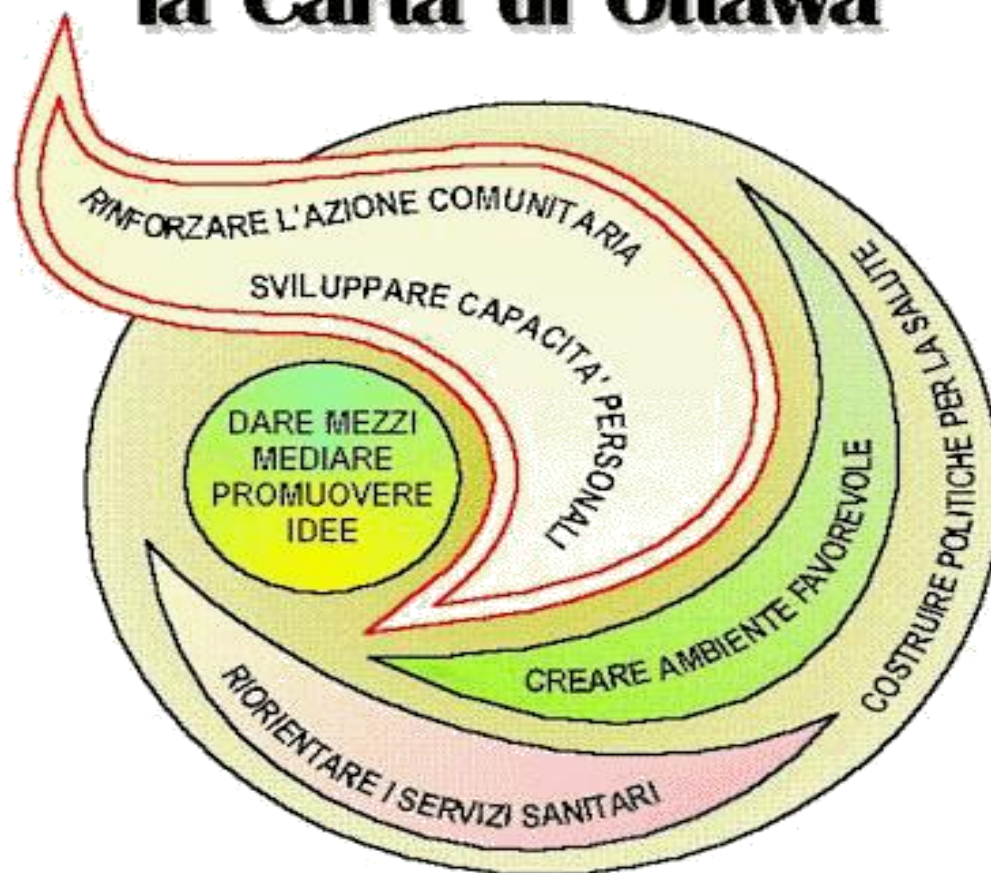 la Carta di Ottawa
RINFORZARE L'AZIONE COMUNITARIA
SVILUPPARE CAPACITA' PERSONALI
DARE MEZZI
MEDIARE
PROMUOVERE
IDEE
CREARE AMBIENTE FAVOREVOLE
COSTRUIRE POLITICHE PER LA SALUTE
RIORIENTARE I SERVIZI SANITARI